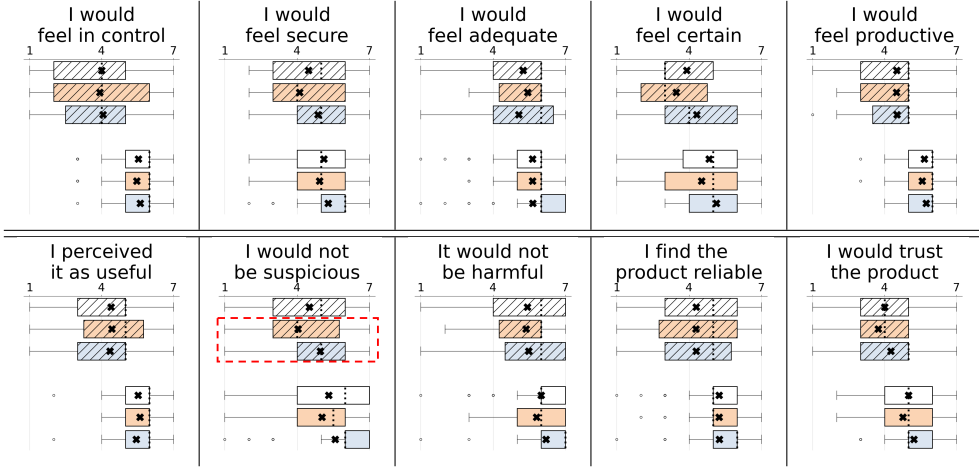 I would
feel in control
1 4 7
I would
feel secure
1 4 7
I would
feel adequate
1 4 7
I would
feel certain
1 4 7
I would
feel productive
1 4 7
I perceived
it as useful
1 4 7
I would not
be suspicious
1 4 7
It would not
be harmful
1 4 7
I find the
product reliable
1 4 7
I would trust
the product
1 4 7